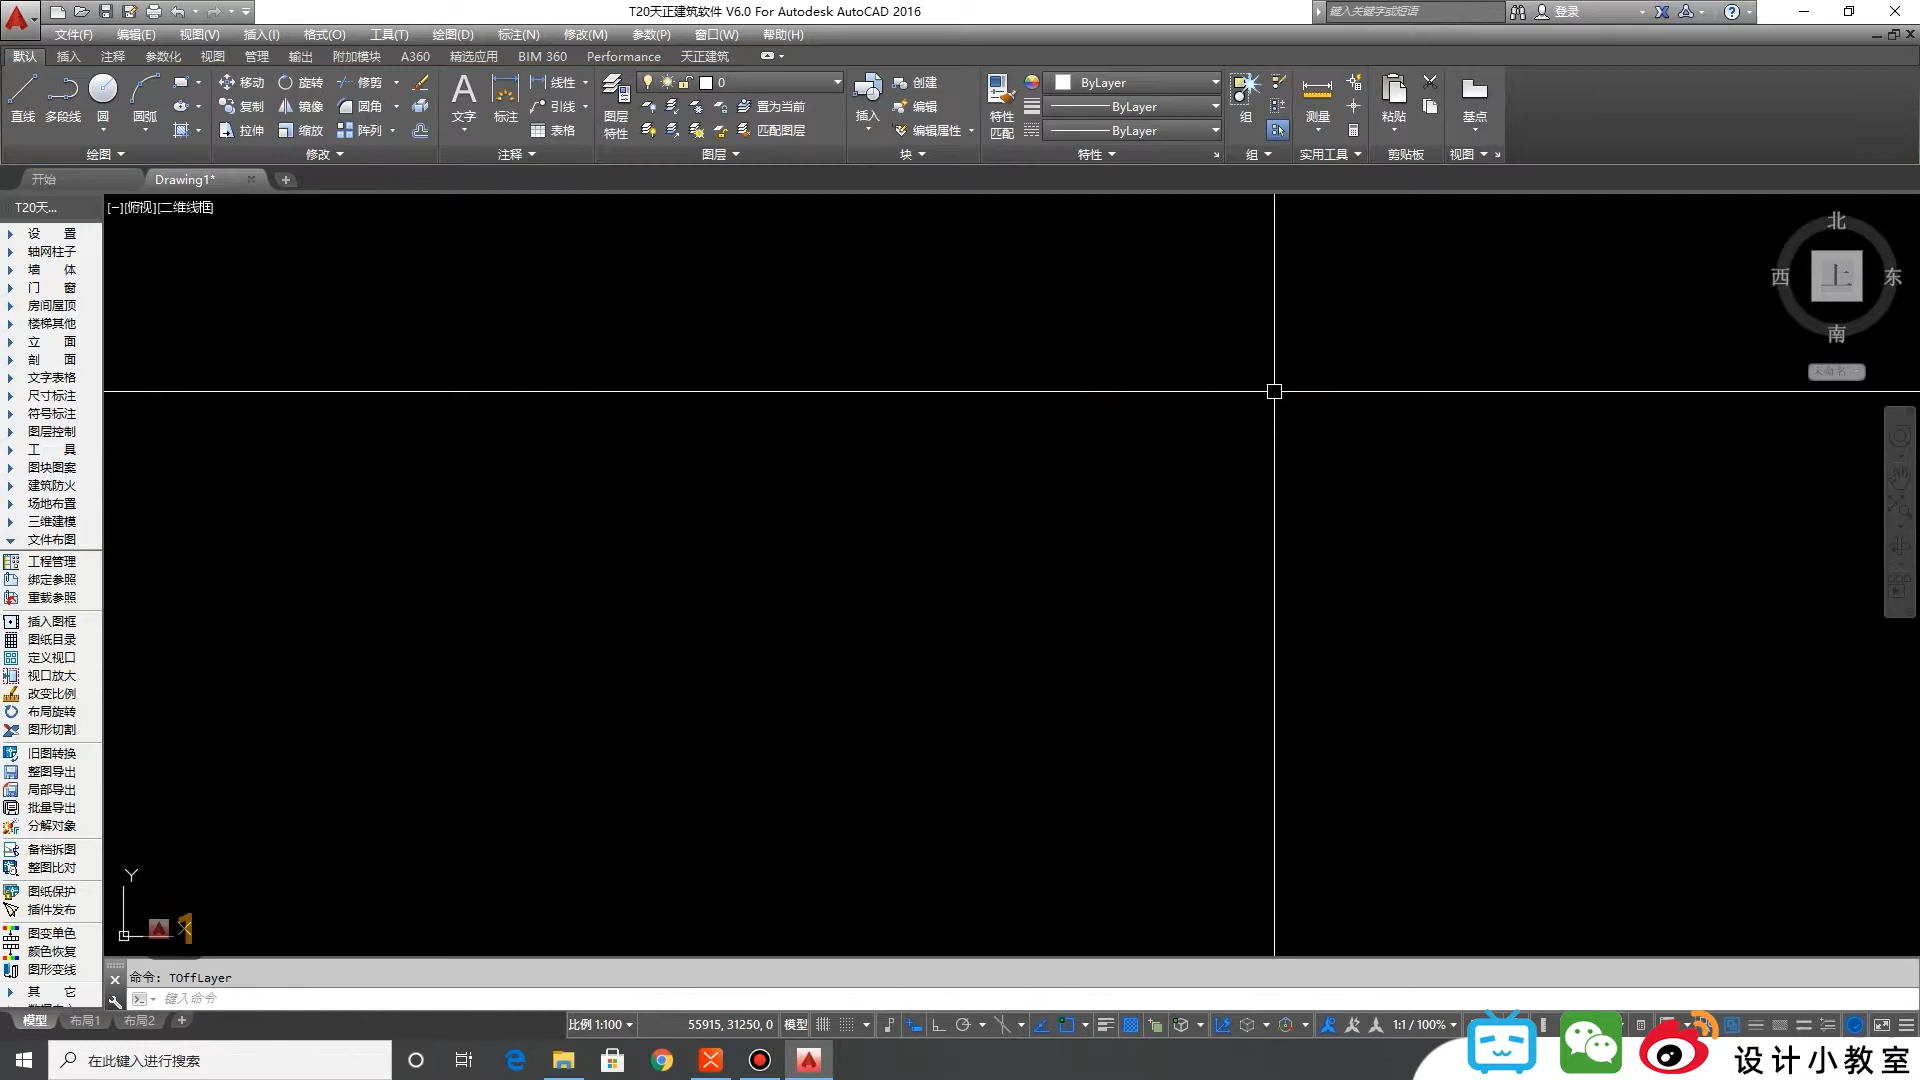 T20天正建筑软件 V6.0 For Autodesk AutoCAD 2016
键入关键字或短语
登录
文件(F) 编辑(E) 视图(V) 插入(I) 格式(O) 工具(T) 绘图(D) 标注(N) 修改(M) 参数(P) 窗口(W) 帮助(H)
默认 插入 注释 参数化 视图 管理 输出 附加模块 A360 精选应用 BIM 360 Performance 天正建筑
直线 多段线 圆 圆弧
移动 旋转 修剪
复制 镜像 圆角
拉伸 缩放 阵列
文字 标注
线性
引线
表格
图层
特性
0
置为当前
匹配图层
插入
创建
编辑
编辑属性
特性
匹配
ByLayer
ByLayer
ByLayer
组
测量
粘贴
基点
绘图 修改 注释 图层 块 特性 组 实用工具 剪贴板 视图
开始 Drawing1*
T20天...
[−][俯视][二维线框]
设 置
轴网柱子
墙 体
门 窗
房间屋顶
楼梯其他
立 面
剖 面
文字表格
尺寸标注
符号标注
图层控制
工 具
图块图案
建筑防火
场地布置
三维建模
文件布图
工程管理
绑定参照
重载参照
插入图框
图纸目录
定义视口
视口放大
改变比例
布局旋转
图形切割
旧图转换
整图导出
局部导出
批量导出
分解对象
备档拆图
整图比对
图纸保护
插件发布
图变单色
颜色恢复
图形变线
其 它
北
西 上 东
南
未命名
Y
X
1
命令: TOffLayer
键入命令
模型 布局1 布局2
比例 1:100 55915, 31250, 0 模型 1:1 / 100%
在此键入进行搜索
设计小教室